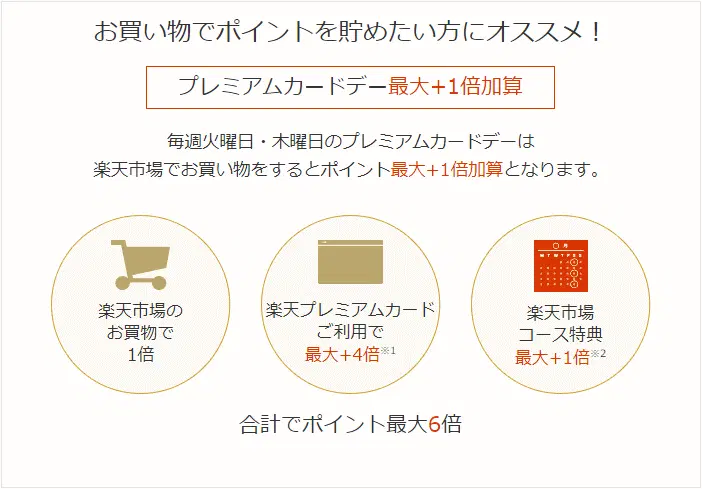 お買い物でポイントを貯めたい方にオススメ！
プレミアムカードデー最大+1倍加算
毎週火曜日・木曜日のプレミアムカードデーは
楽天市場でお買い物をするとポイント最大+1倍加算となります。
楽天市場の
お買物で
1倍
楽天プレミアムカード
ご利用で
最大+4倍※1
〇月
M T W T F S S
楽天市場
コース特典
最大+1倍※2
合計でポイント最大6倍